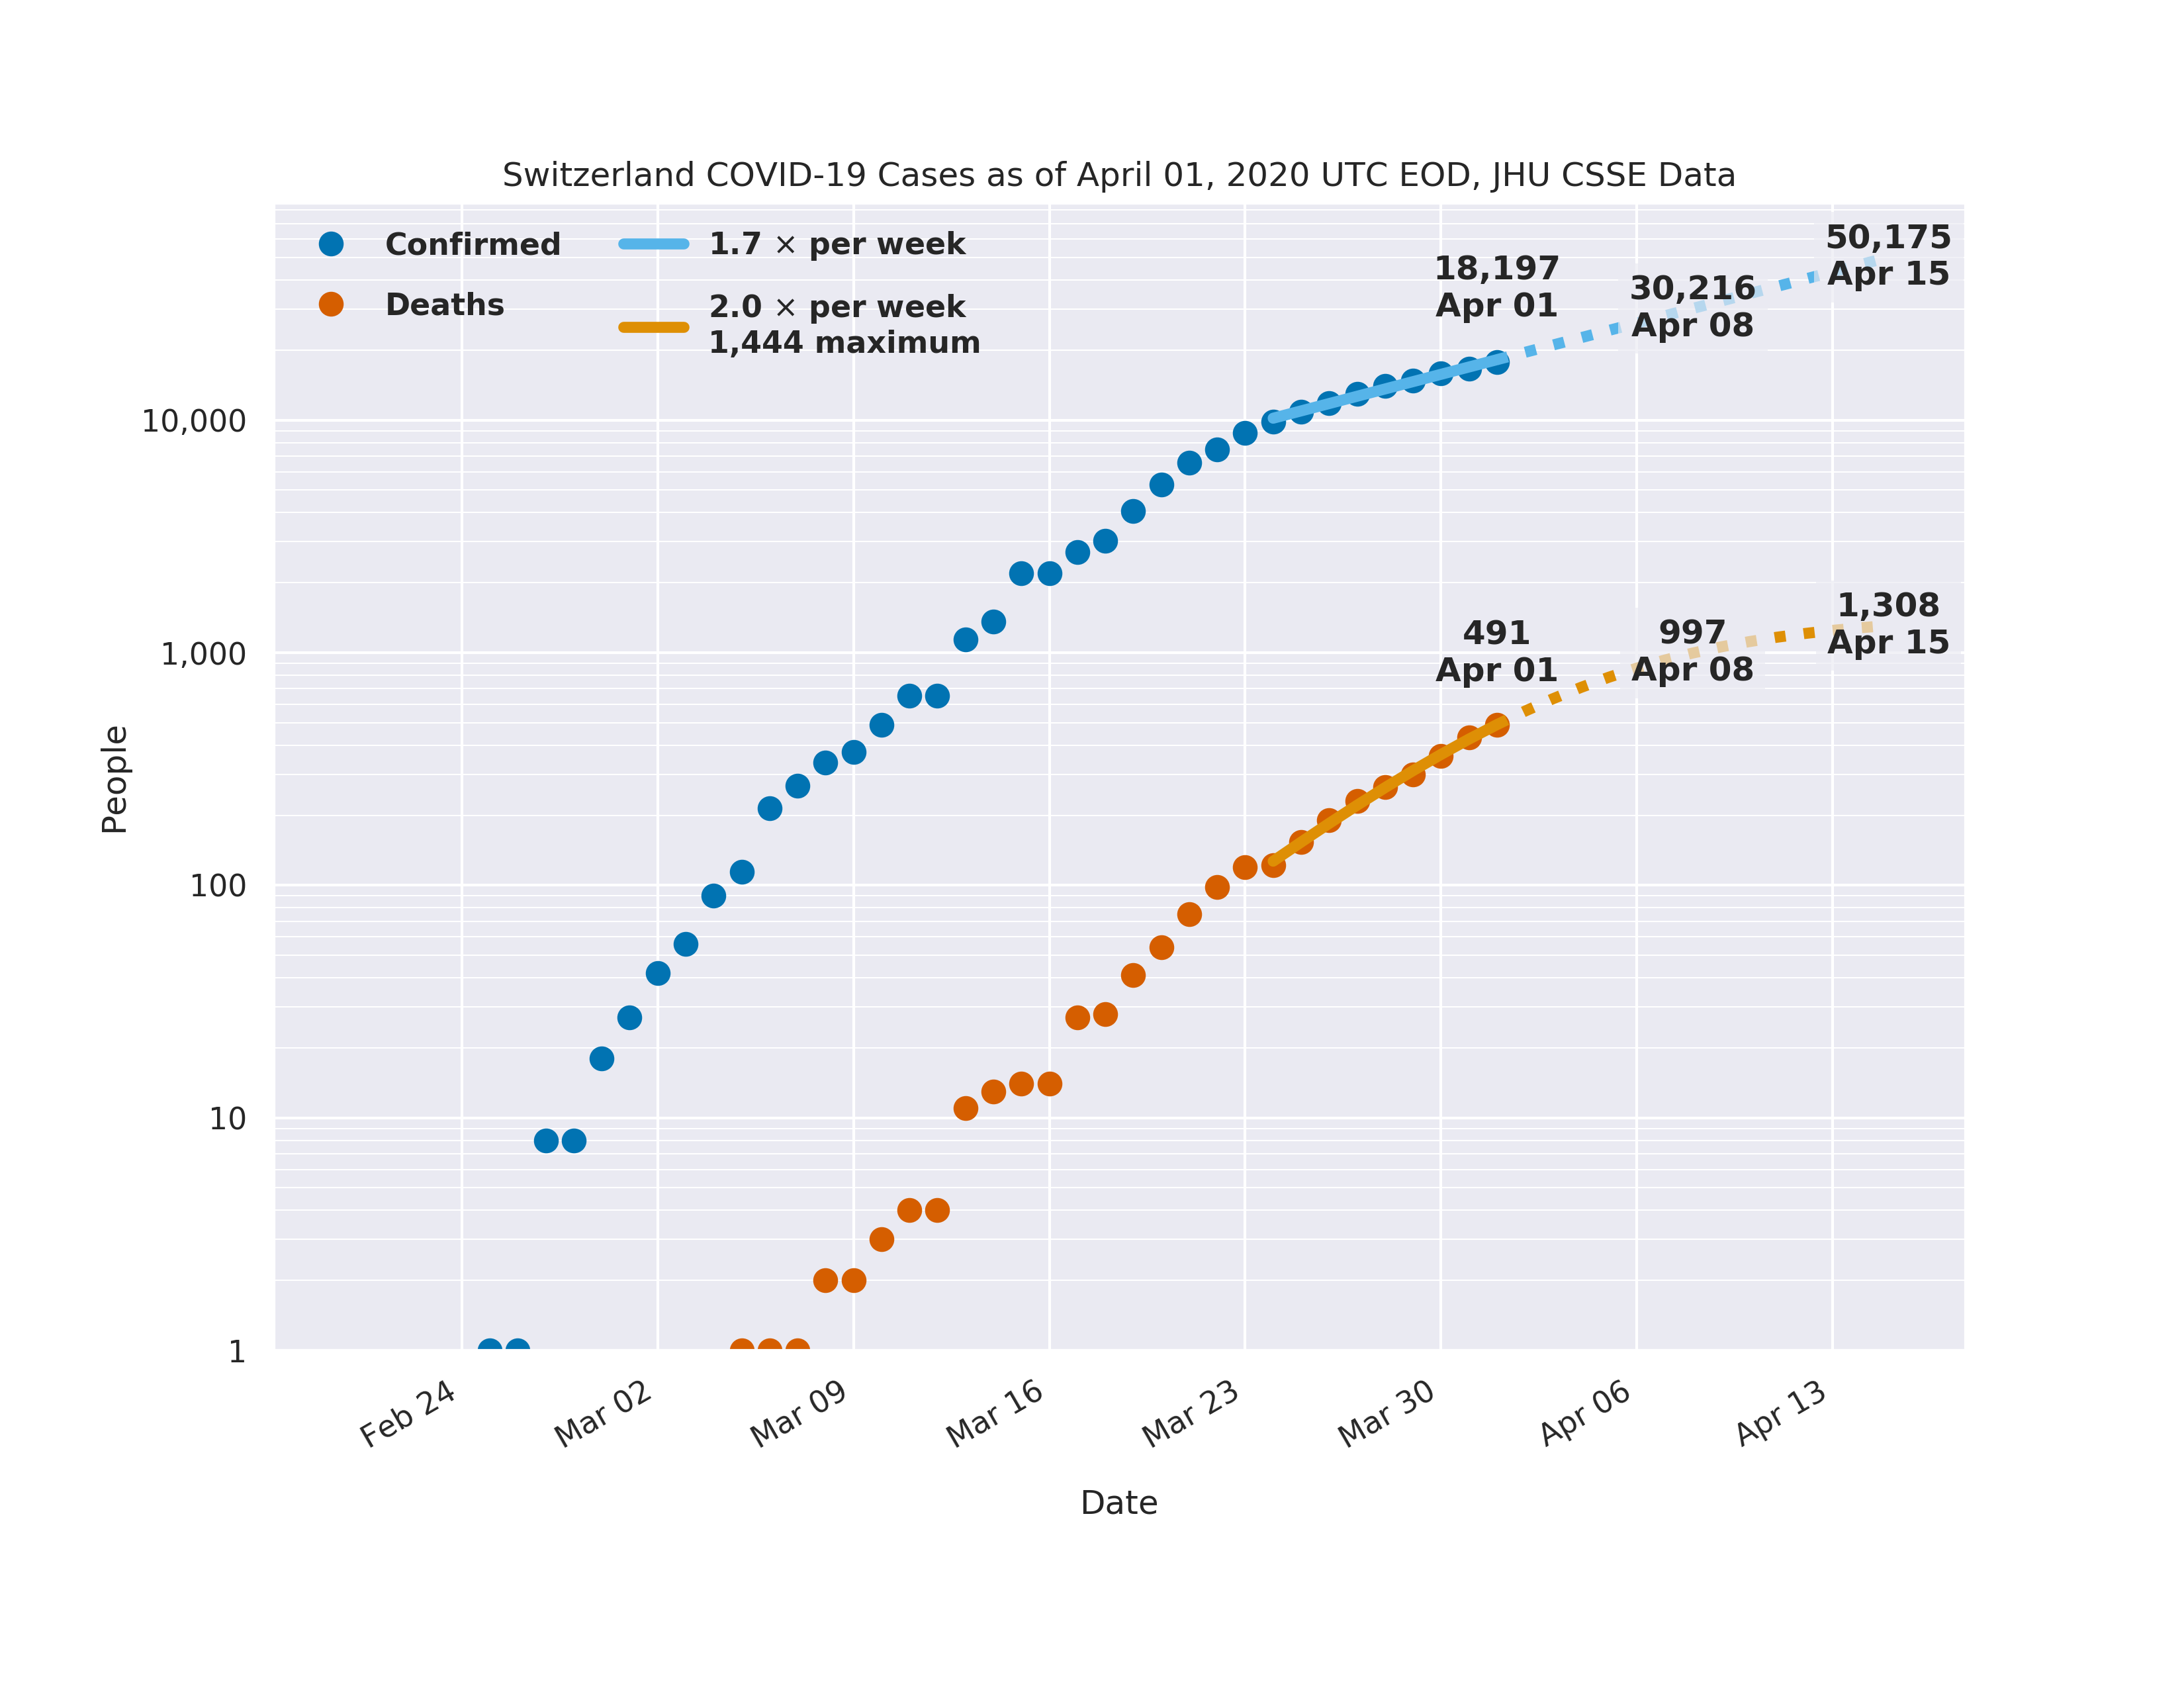 Switzerland COVID-19 Cases as of April 01, 2020 UTC EOD, JHU CSSE Data
Confirmed
Deaths
1.7 × per week
2.0 × per week
1,444 maximum
18,197
Apr 01
30,216
Apr 08
50,175
Apr 15
491
Apr 01
997
Apr 08
1,308
Apr 15
People
10,000
1,000
100
10
1
Feb 24
Mar 02
Mar 09
Mar 16
Mar 23
Mar 30
Apr 06
Apr 13
Date